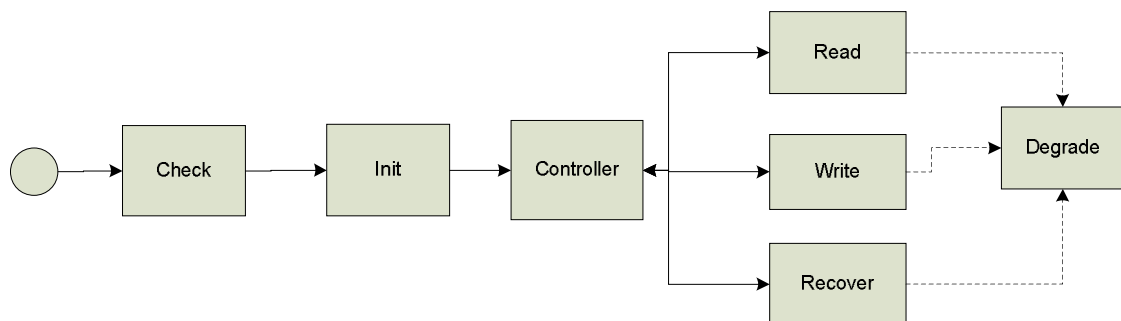 Check
Init
Controller
Read
Write
Recover
Degrade